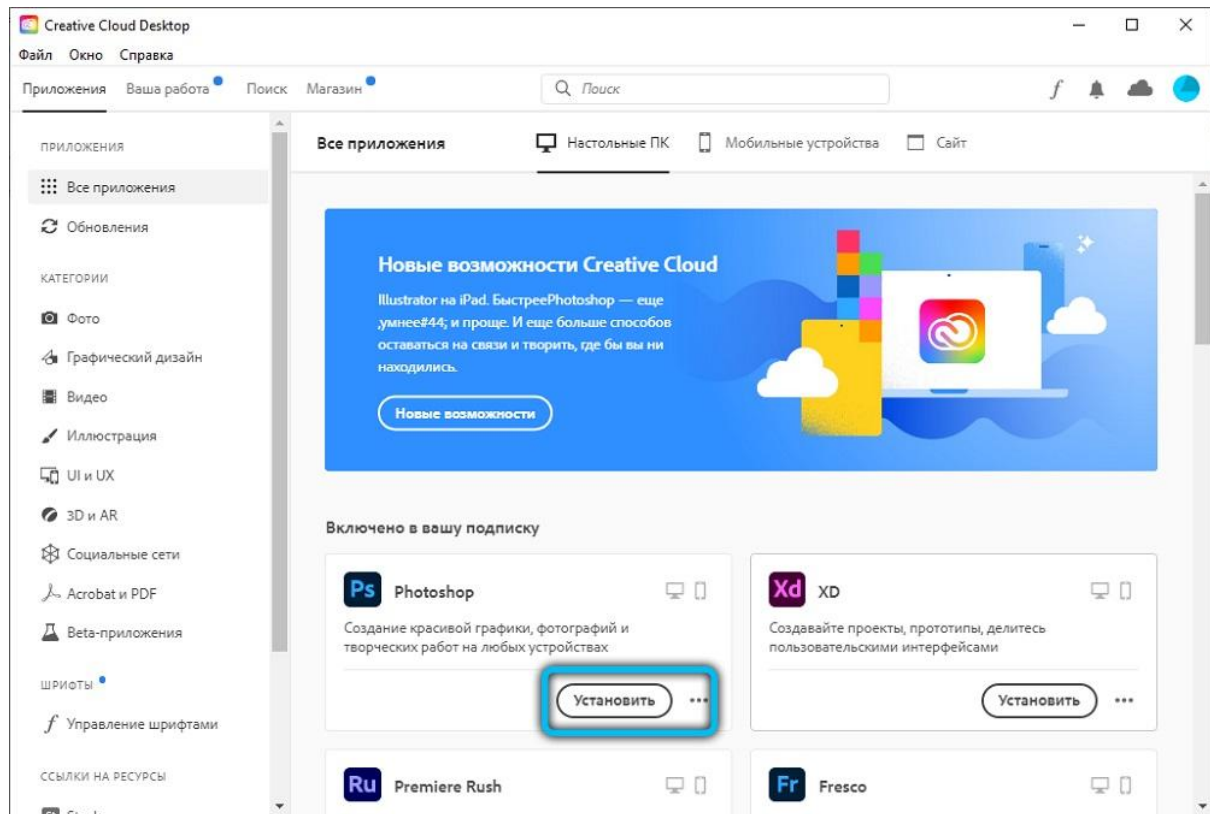 Creative Cloud Desktop
Файл Окно Справка
Приложения Ваша работа Поиск Магазин Поиск
ПРИЛОЖЕНИЯ
Все приложения
Обновления
КАТЕГОРИИ
Фото
Графический дизайн
Видео
Иллюстрация
UI и UX
3D и AR
Социальные сети
Acrobat и PDF
Beta-приложения
ШРИФТЫ
Управление шрифтами
ССЫЛКИ НА РЕСУРСЫ
Все приложения Настольные ПК Мобильные устройства Сайт
Новые возможности Creative Cloud
Illustrator на iPad. БыстрееPhotoshop — еще
,умнее#44; и проще. И еще больше способов
оставаться на связи и творить, где бы вы ни
находились.
Новые возможности
Включено в вашу подписку
Ps Photoshop
Создание красивой графики, фотографий и
творческих работ на любых устройствах
Установить
Xd XD
Создавайте проекты, прототипы, делитесь
пользовательскими интерфейсами
Установить
Ru Premiere Rush
Fr Fresco